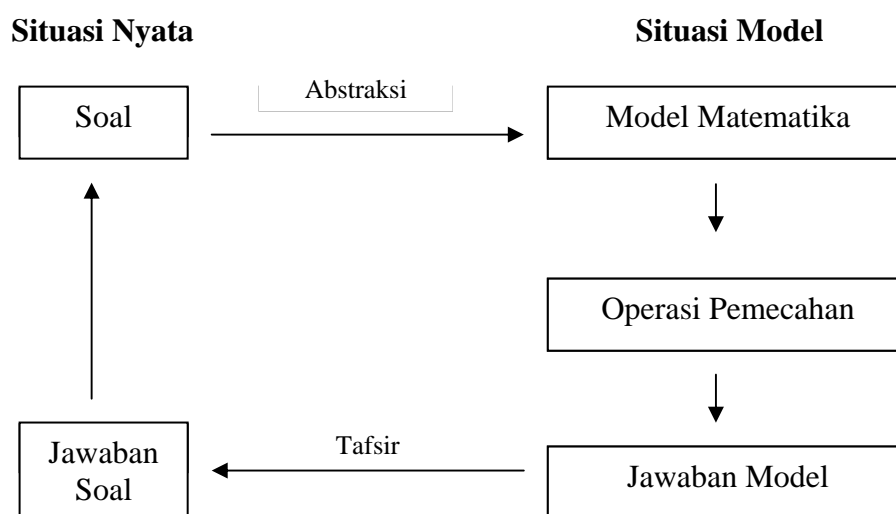 Situasi Nyata
Situasi Model
Abstraksi
Soal
Model Matematika
Operasi Pemecahan
Tafsir
Jawaban
Soal
Jawaban Model